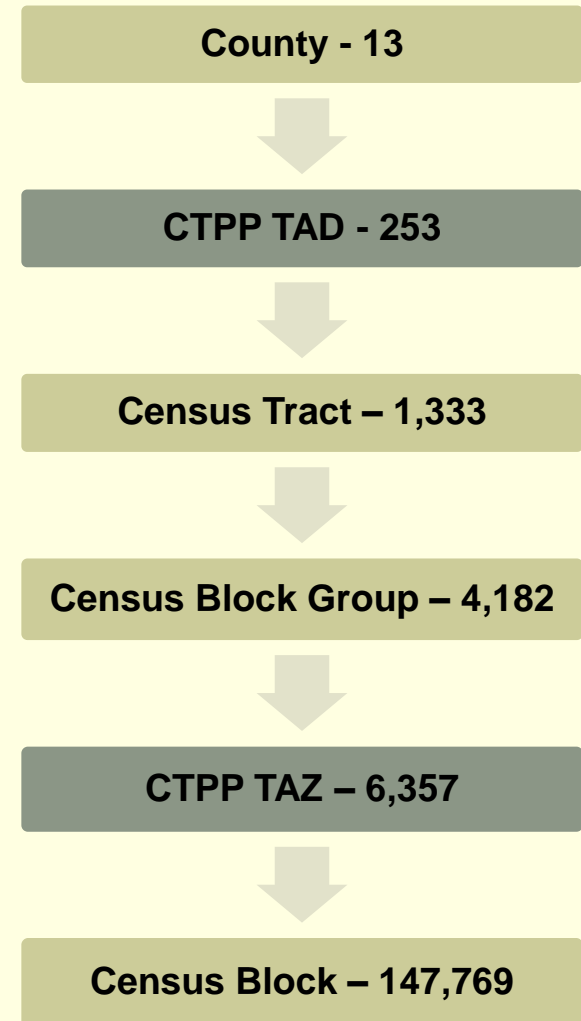 County - 13
CTPP TAD - 253
Census Tract – 1,333
Census Block Group – 4,182
CTPP TAZ – 6,357
Census Block – 147,769